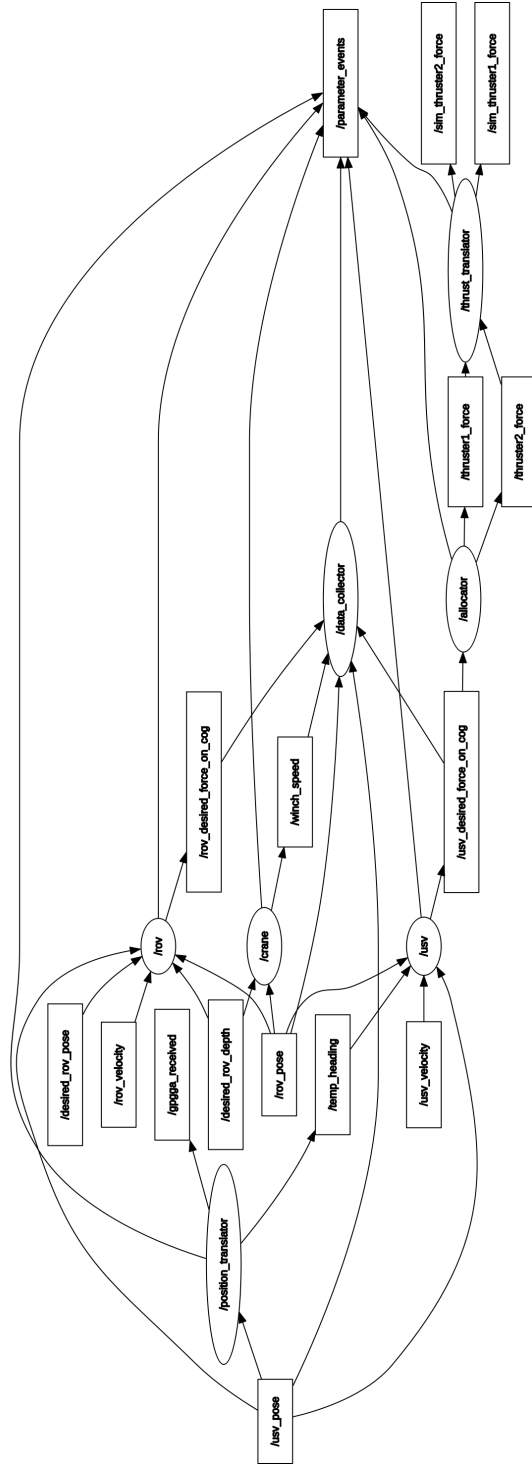 /usv_pose
/position_translator
/desired_rov_pose
/rov_velocity
/gpgga_received
/desired_rov_depth
/rov_pose
/temp_heading
/usv_velocity
/rov
/crane
/usv
/rov_desired_force_on_cog
/winch_speed
/usv_desired_force_on_cog
/data_collector
/allocator
/thruster1_force
/thruster2_force
/thrust_translator
/parameter_events
/sim_thruster2_force
/sim_thruster1_force